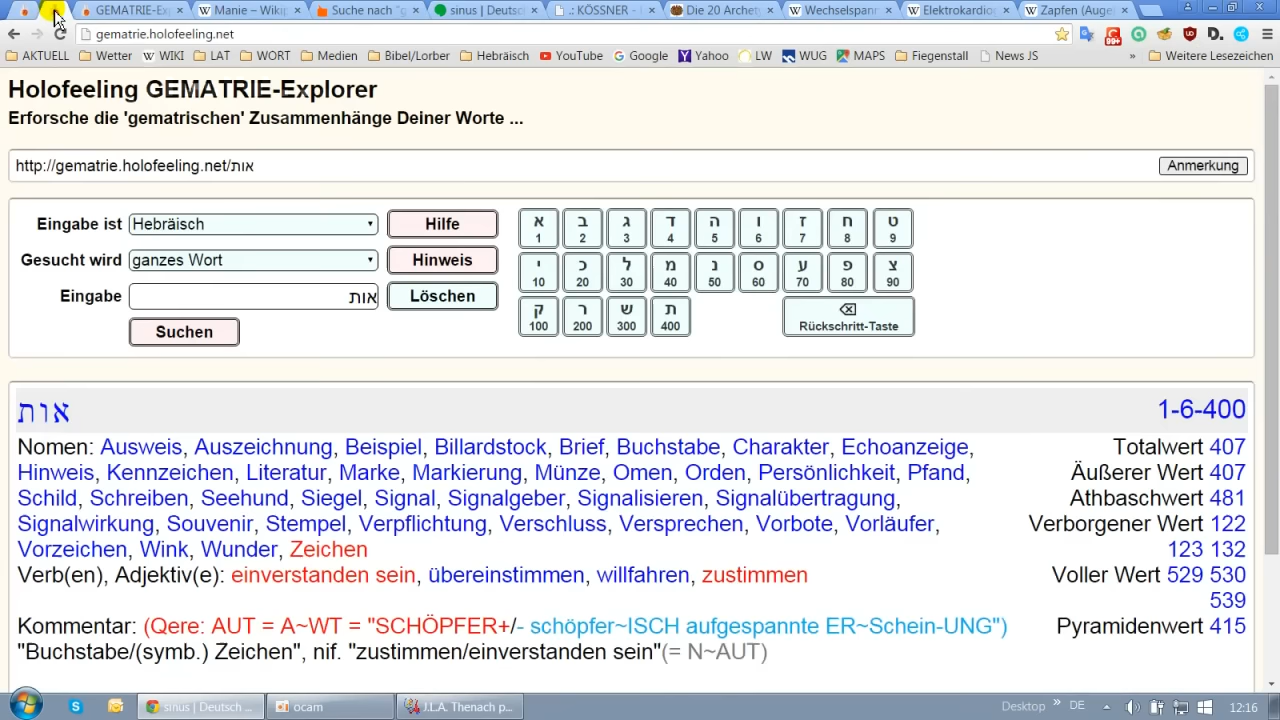 GEMATRIE-Ex
Manie – Wikip
Suche nach "g
sinus | Deutsc
.: KÖSSNER -
Die 20 Archety
Wechselspann
Elektrokardio
Zapfen (Auge
gematrie.holofeeling.net
99+
AKTUELL
Wetter
WIKI
LAT
WORT
Medien
Bibel/Lorber
Hebräisch
YouTube
Google
Yahoo
LW
WUG
MAPS
Fiegenstall
News JS
»
Weitere Lesezeichen
Holofeeling GEMATRIE-Explorer
Erforsche die 'gematrischen' Zusammenhänge Deiner Worte ...
http://gematrie.holofeeling.net/אות
Anmerkung
Eingabe ist Hebräisch Hilfe
Gesucht wird ganzes Wort Hinweis
Eingabe אות Löschen
Suchen
א ב ג ד ה ו ז ח ט
1 2 3 4 5 6 7 8 9
י כ ל מ נ ס ע פ צ
10 20 30 40 50 60 70 80 90
ק ר ש ת
100 200 300 400
Rückschritt-Taste
אות 1-6-400
Nomen: Ausweis, Auszeichnung, Beispiel, Billardstock, Brief, Buchstabe, Charakter, Echoanzeige,
Hinweis, Kennzeichen, Literatur, Marke, Markierung, Münze, Omen, Orden, Persönlichkeit, Pfand,
Schild, Schreiben, Seehund, Siegel, Signal, Signalgeber, Signalisieren, Signalübertragung,
Signalwirkung, Souvenir, Stempel, Verpflichtung, Verschluss, Versprechen, Vorbote, Vorläufer,
Vorzeichen, Wink, Wunder, Zeichen
Verb(en), Adjektiv(e): einverstanden sein, übereinstimmen, willfahren, zustimmen
Kommentar: (Qere: AUT = A~WT = "SCHÖPFER+/- schöpfer~ISCH aufgespannte ER~Schein-UNG")
"Buchstabe/(symb.) Zeichen", nif. "zustimmen/einverstanden sein"(= N~AUT)
Totalwert 407
Äußerer Wert 407
Athbaschwert 481
Verborgener Wert 122
123 132
Voller Wert 529 530
539
Pyramidenwert 415
sinus | Deutsc...
ocam
J.L.A. Thenach p...
Desktop
»
DE
12:16